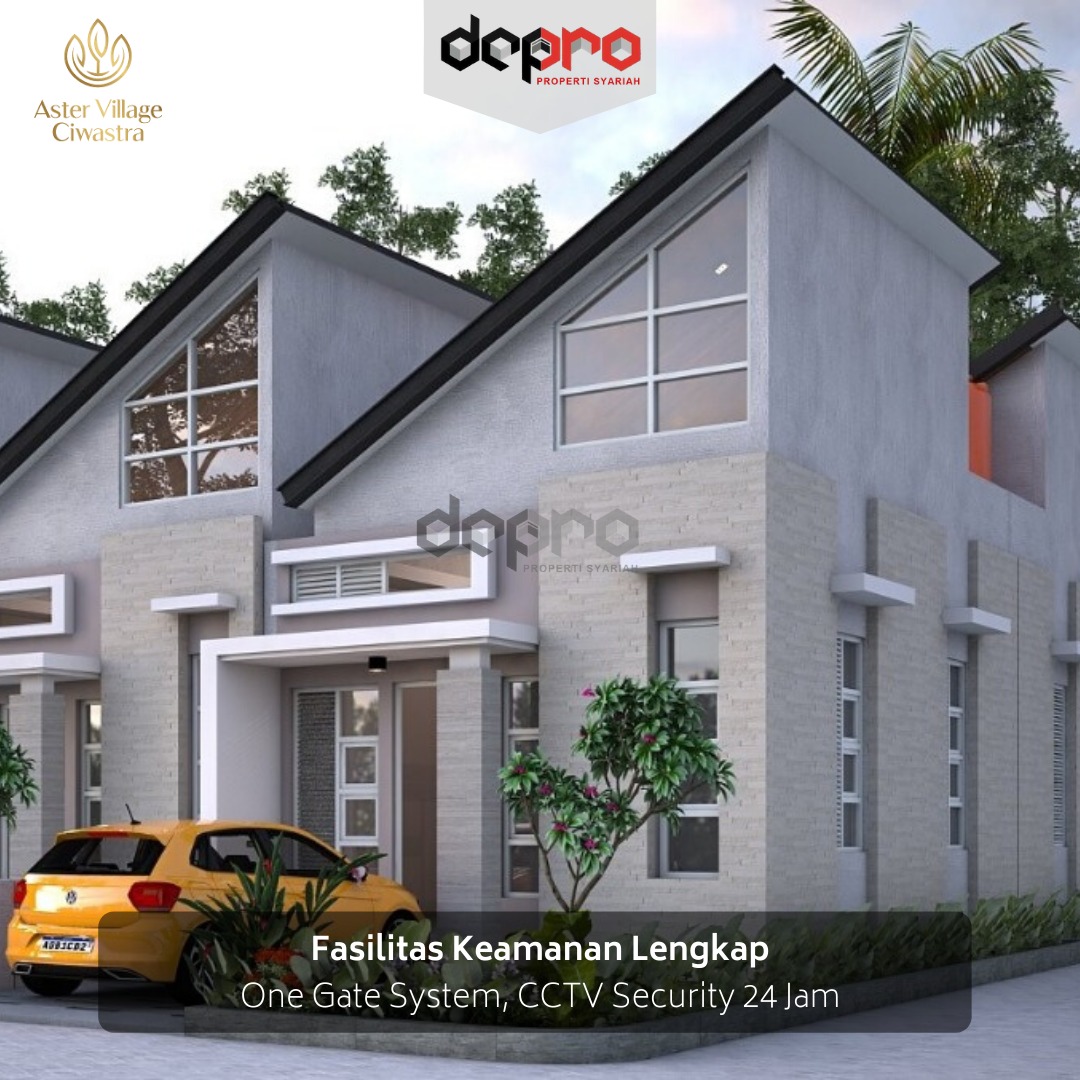 Aster Village
Ciwastra
depro
PROPERTI SYARIAH
depro
PROPERTI SYARIAH
Fasilitas Keamanan Lengkap
One Gate System, CCTV Security 24 Jam